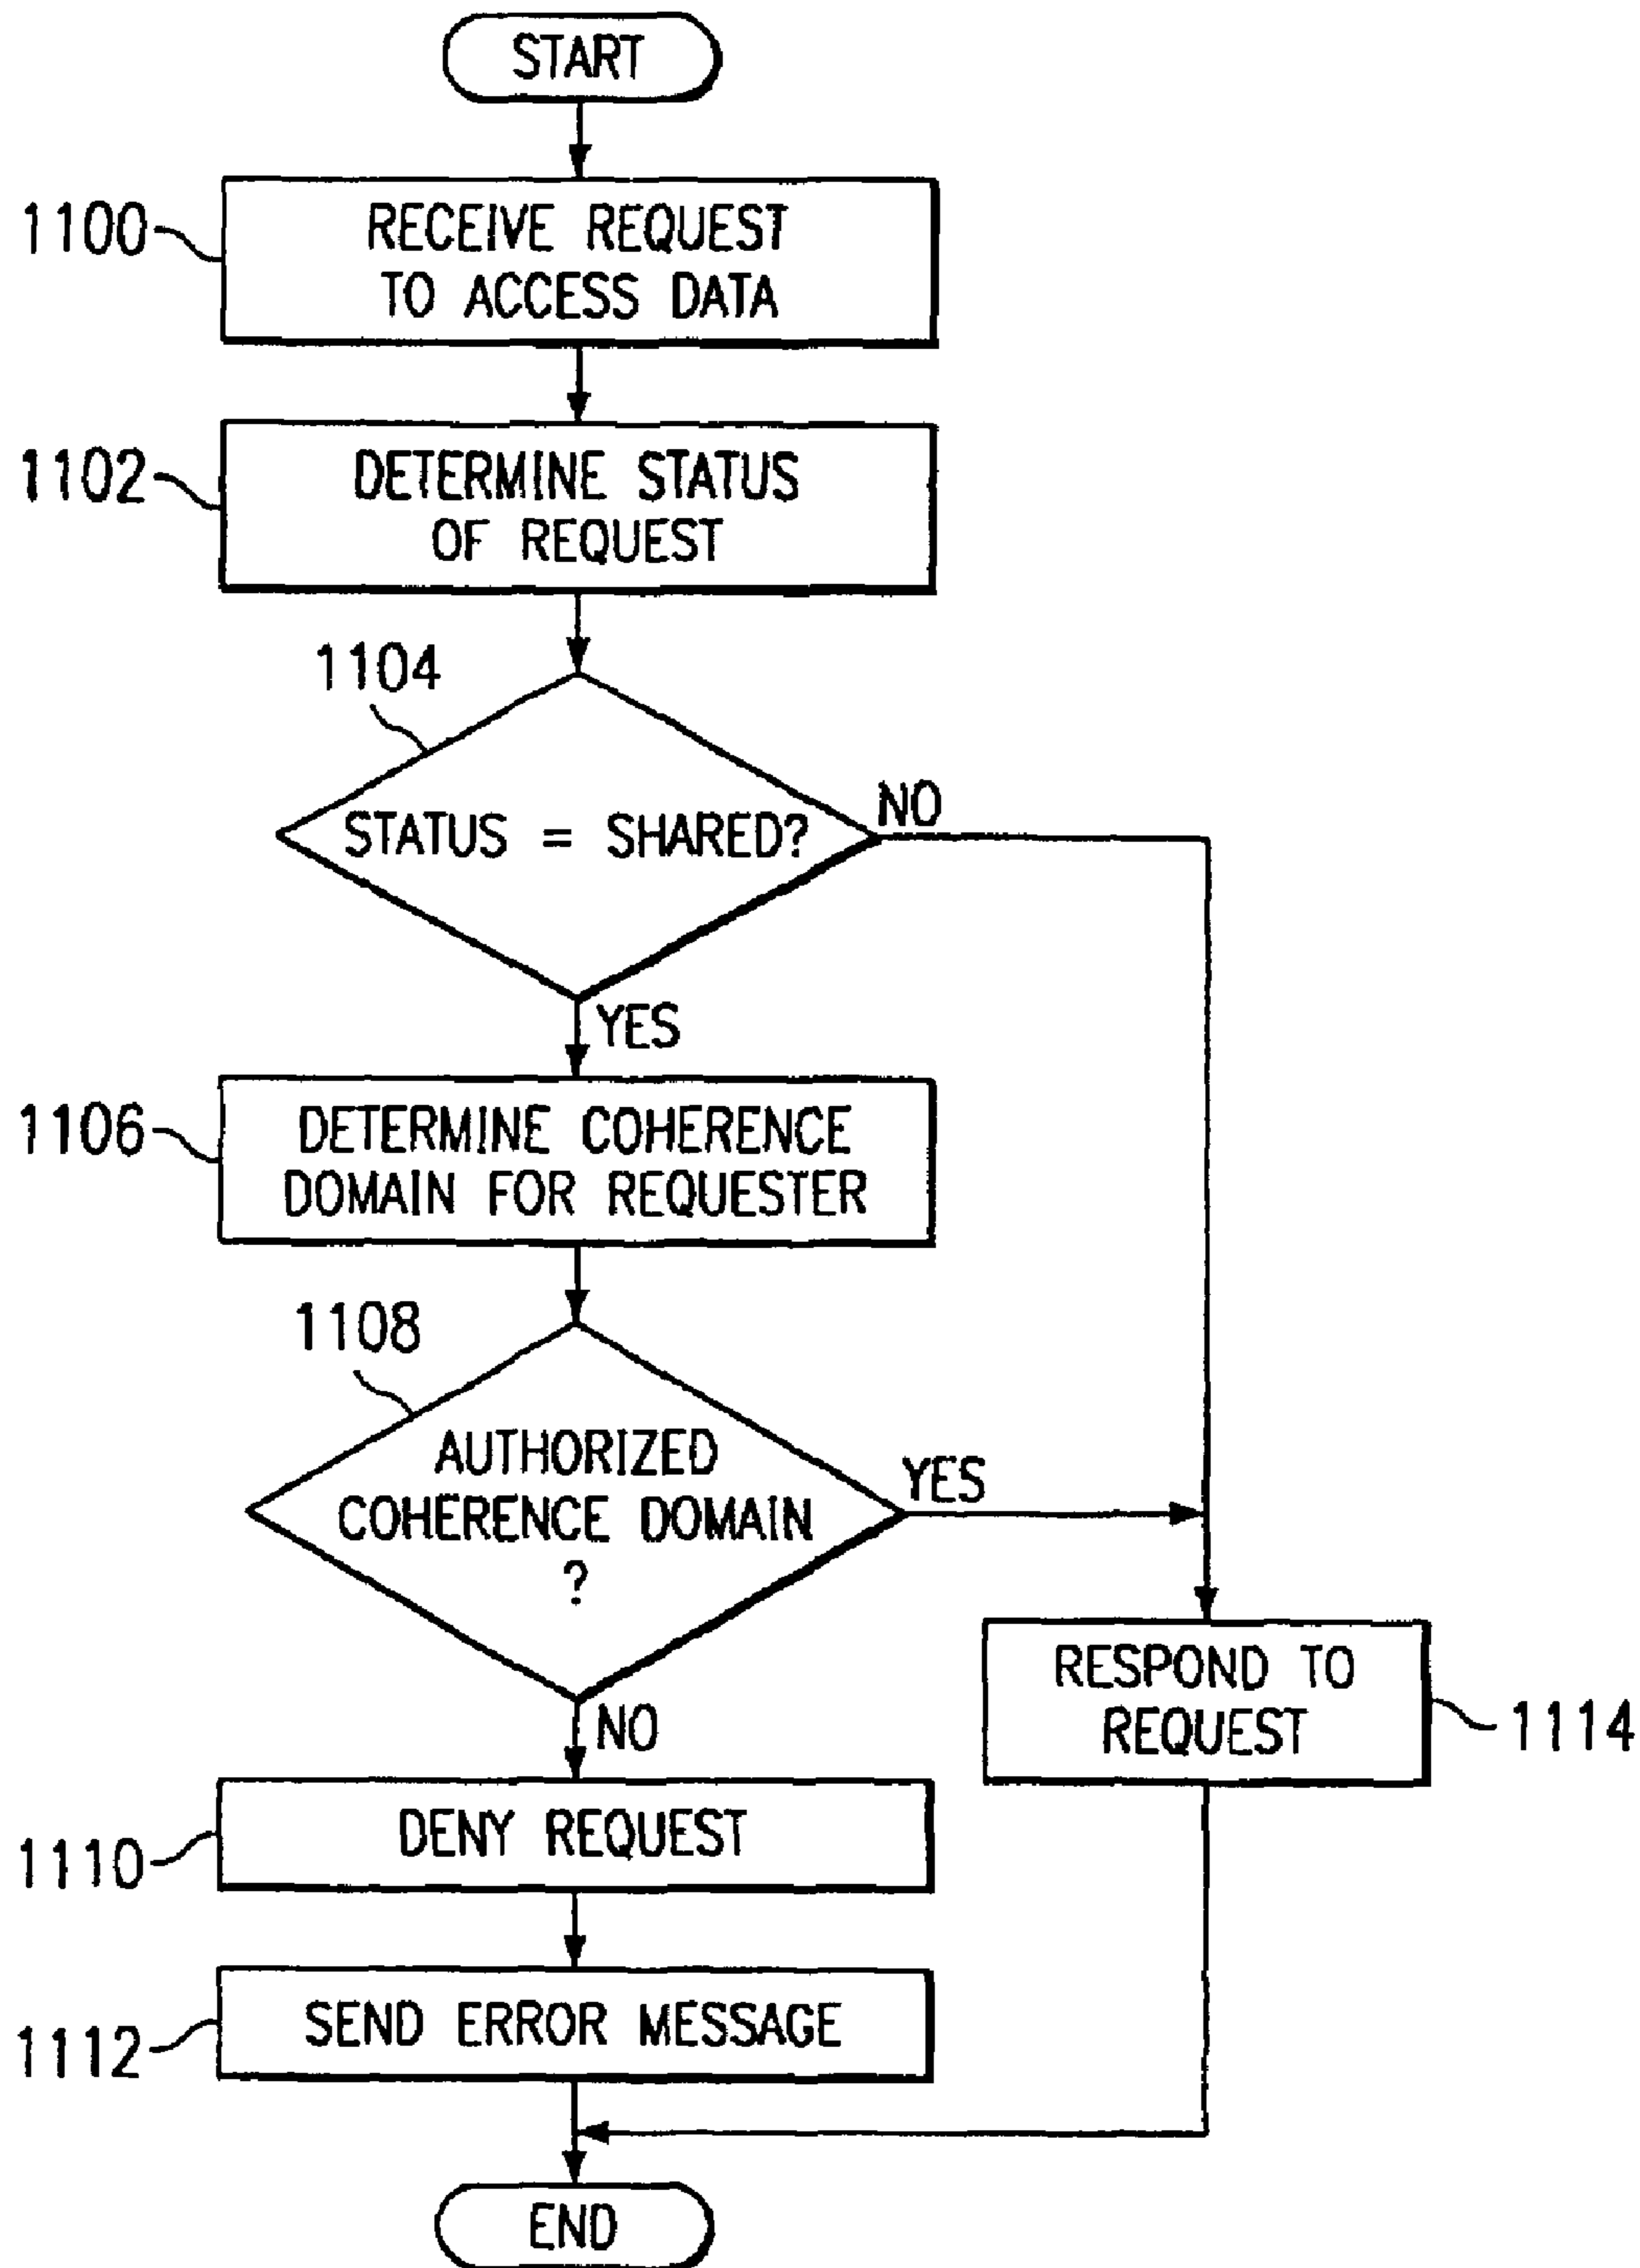 START
1100
RECEIVE REQUEST
TO ACCESS DATA
1102
DETERMINE STATUS
OF REQUEST
1104
STATUS = SHARED?
NO
YES
1106
DETERMINE COHERENCE
DOMAIN FOR REQUESTER
1108
AUTHORIZED
COHERENCE DOMAIN
?
YES
NO
RESPOND TO
REQUEST
1114
1110
DENY REQUEST
1112
SEND ERROR MESSAGE
END